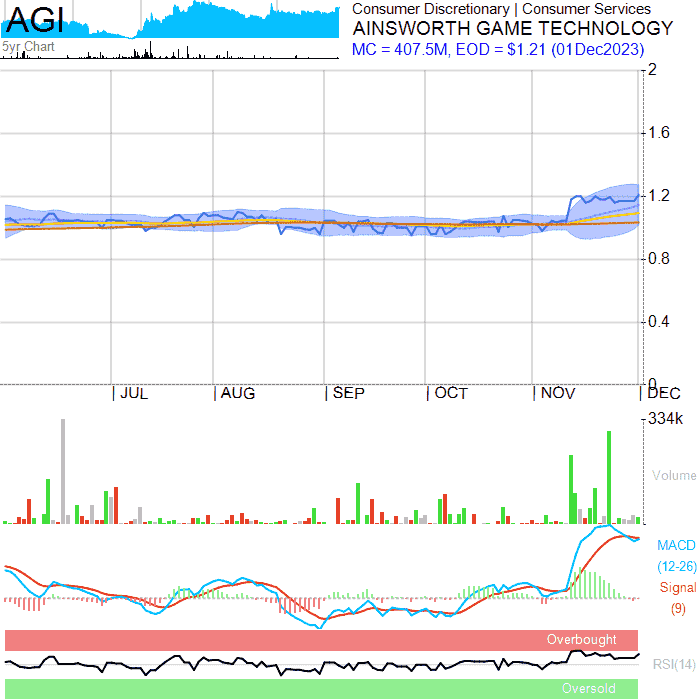 AGI
5yr Chart
Consumer Discretionary | Consumer Services
AINSWORTH GAME TECHNOLOGY
MC = 407.5M, EOD = $1.21 (01Dec2023)
2
1.6
1.2
0.8
0.4
0
| JUL | AUG | SEP | OCT | NOV | DEC
334k
Volume
MACD
(12-26)
Signal
(9)
Overbought
RSI(14)
Oversold